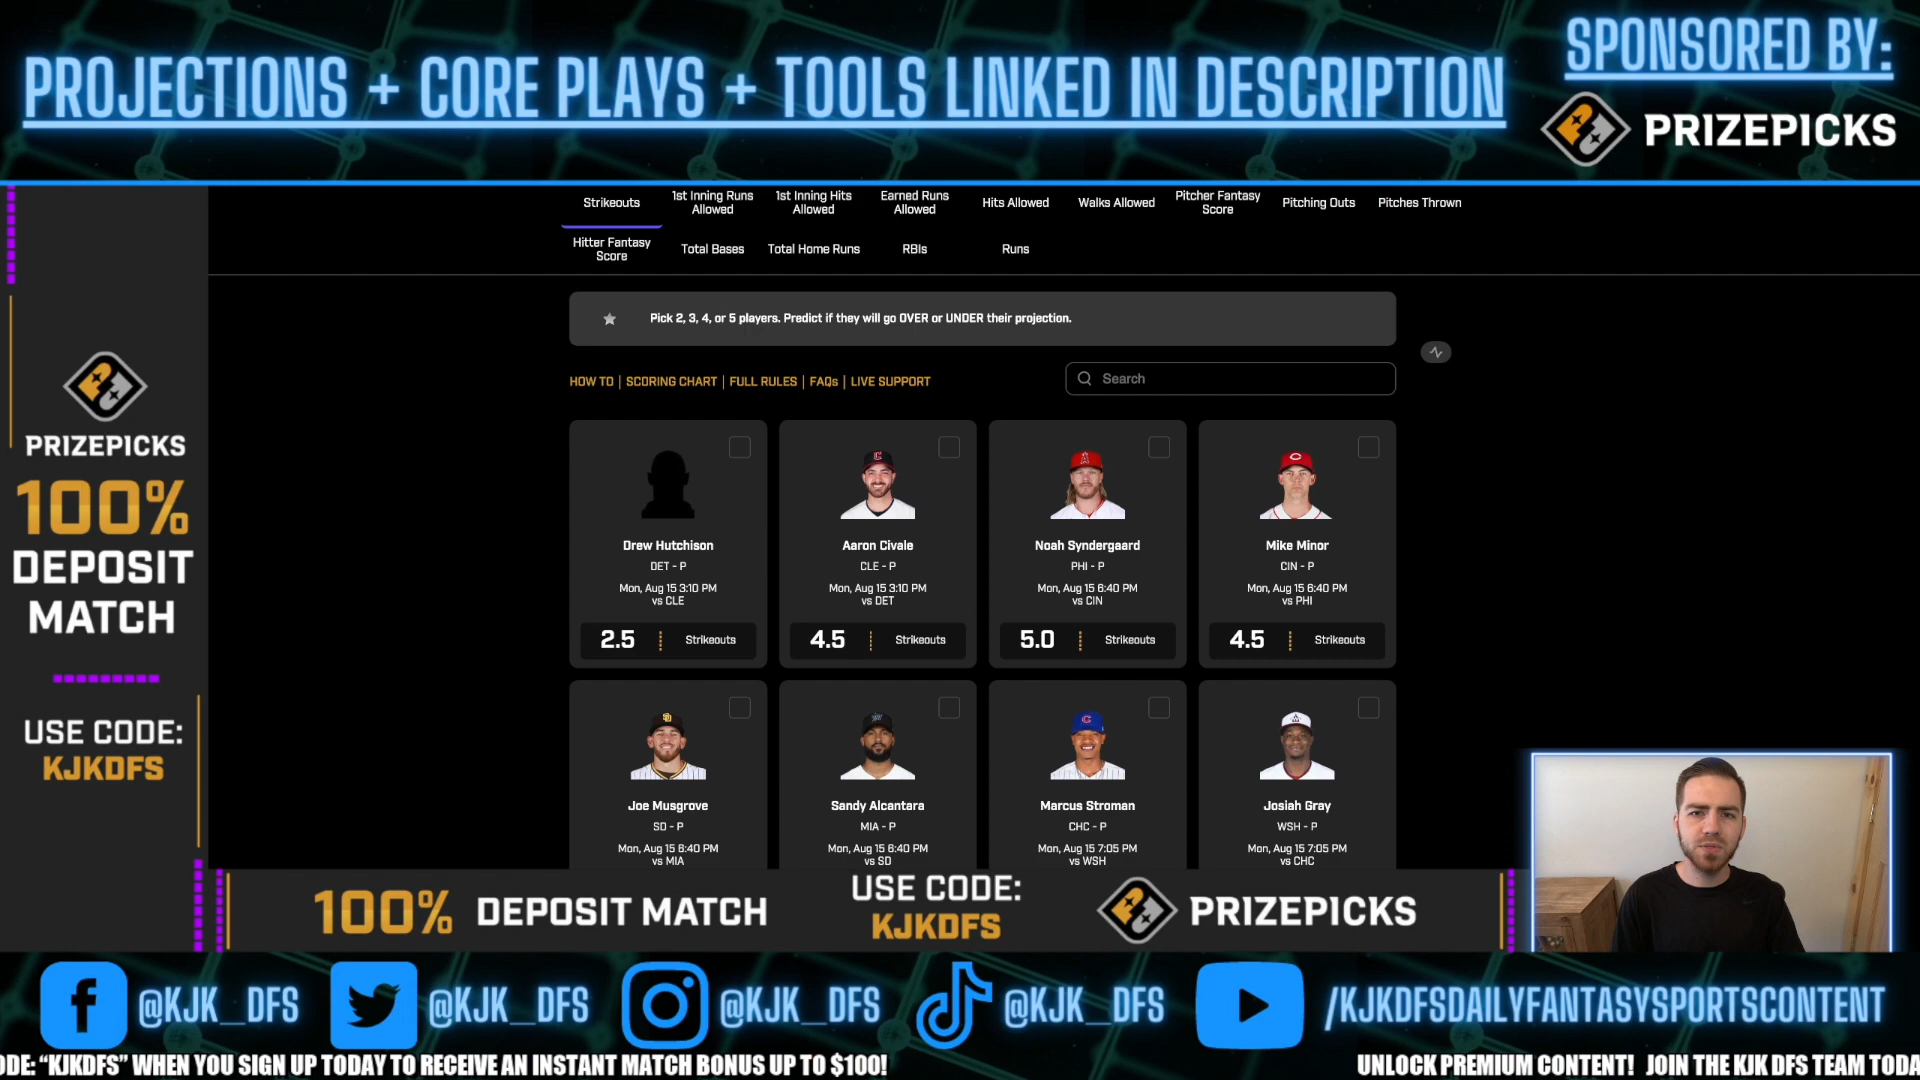 PROJECTIONS + CORE PLAYS + TOOLS LINKED IN DESCRIPTION
SPONSORED BY:
PRIZEPICKS
Strikeouts
1st Inning Runs
Allowed
1st Inning Hits
Allowed
Earned Runs
Allowed
Hits Allowed
Walks Allowed
Pitcher Fantasy
Score
Pitching Outs
Pitches Thrown
Hitter Fantasy
Score
Total Bases
Total Home Runs
RBIs
Runs
Pick 2, 3, 4, or 5 players. Predict if they will go OVER or UNDER their projection.
HOW TO | SCORING CHART | FULL RULES | FAQs | LIVE SUPPORT
Search
Drew Hutchison
DET - P
Mon, Aug 15 3:10 PM
vs CLE
2.5
Strikeouts
Aaron Civale
CLE - P
Mon, Aug 15 3:10 PM
vs DET
4.5
Strikeouts
Noah Syndergaard
PHI - P
Mon, Aug 15 6:40 PM
vs CIN
5.0
Strikeouts
Mike Minor
CIN - P
Mon, Aug 15 6:40 PM
vs PHI
4.5
Strikeouts
Joe Musgrove
SD - P
Mon, Aug 15 6:40 PM
vs MIA
Sandy Alcantara
MIA - P
Mon, Aug 15 6:40 PM
vs SD
Marcus Stroman
CHC - P
Mon, Aug 15 7:05 PM
vs WSH
Josiah Gray
WSH - P
Mon, Aug 15 7:05 PM
vs CHC
PRIZEPICKS
100%
DEPOSIT
MATCH
USE CODE:
KJKDFS
100% DEPOSIT MATCH
USE CODE:
KJKDFS
PRIZEPICKS
@KJK_DFS
@KJK_DFS
@KJK_DFS
@KJK_DFS
/KJKDFSDAILYFANTASYSPORTSCONTENT
ODE: "KJKDFS" WHEN YOU SIGN UP TODAY TO RECEIVE AN INSTANT MATCH BONUS UP TO $100!
UNLOCK PREMIUM CONTENT! JOIN THE KJK DFS TEAM TODA